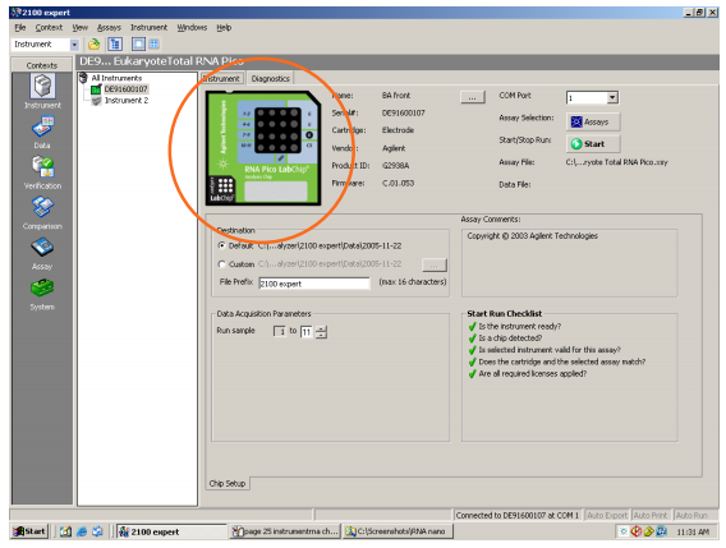 2100 expert
File Context View Assays Instrument Windows Help
Instrument
Contexts
Instrument
Data
Verification
Comparison
Assay
System
All Instruments
DE91600107
Instrument 2
DE9... EukaryoteTotal RNA Pico
Instrument Diagnostics
Agilent Technologies
RNA Pico LabChip
LabChip
Name: BA front ...
Serial#: DE91600107
Cartridge: Electrode
Vendor: Agilent
Product ID: G2938A
Firmware: C.01.053
COM Port 1
Assay Selection: Assays
Start/Stop Run: Start
Assay File: C:\,..ryote Total RNA Pico.xsy
Data File:
Destination
Default C:\...alyzer\2100 expert\Data\2005-11-22
Custom C:\...alyzer\2100 expert\Data\2005-11-22 ...
File Prefix 2100 expert (max 16 characters)
Assay Comments:
Copyright © 2003 Agilent Technologies
Data Acquisition Parameters
Run sample 1 to 11
Start Run Checklist
Is the instrument ready?
Is a chip detected?
Is selected instrument valid for this assay?
Does the cartridge and the selected assay match?
Are all required licenses applied?
Chip Setup
Connected to DE91600107 at COM 1 Auto Export Auto Print Auto Run
Start 2100 expert page 25 instrumentrna ch... C:\Screenshots\RNA nano 11:31 AM